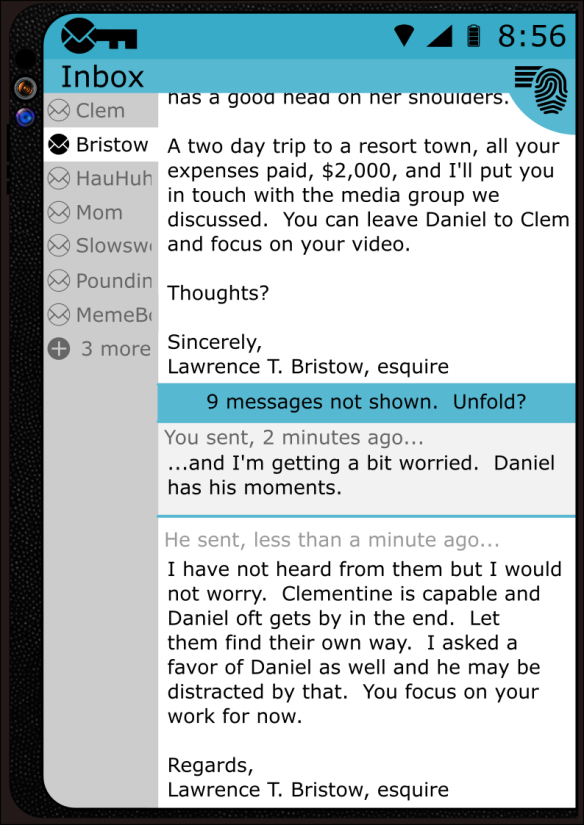 8:56
Inbox
Clem
Bristow
HauHuh
Mom
Slowsw
Poundin
MemeB
3 more
has a good head on her shoulders.
A two day trip to a resort town, all your
expenses paid, $2,000, and I'll put you
in touch with the media group we
discussed. You can leave Daniel to Clem
and focus on your video.
Thoughts?
Sincerely,
Lawrence T. Bristow, esquire
9 messages not shown. Unfold?
You sent, 2 minutes ago...
...and I'm getting a bit worried. Daniel
has his moments.
He sent, less than a minute ago...
I have not heard from them but I would
not worry. Clementine is capable and
Daniel oft gets by in the end. Let
them find their own way. I asked a
favor of Daniel as well and he may be
distracted by that. You focus on your
work for now.
Regards,
Lawrence T. Bristow, esquire